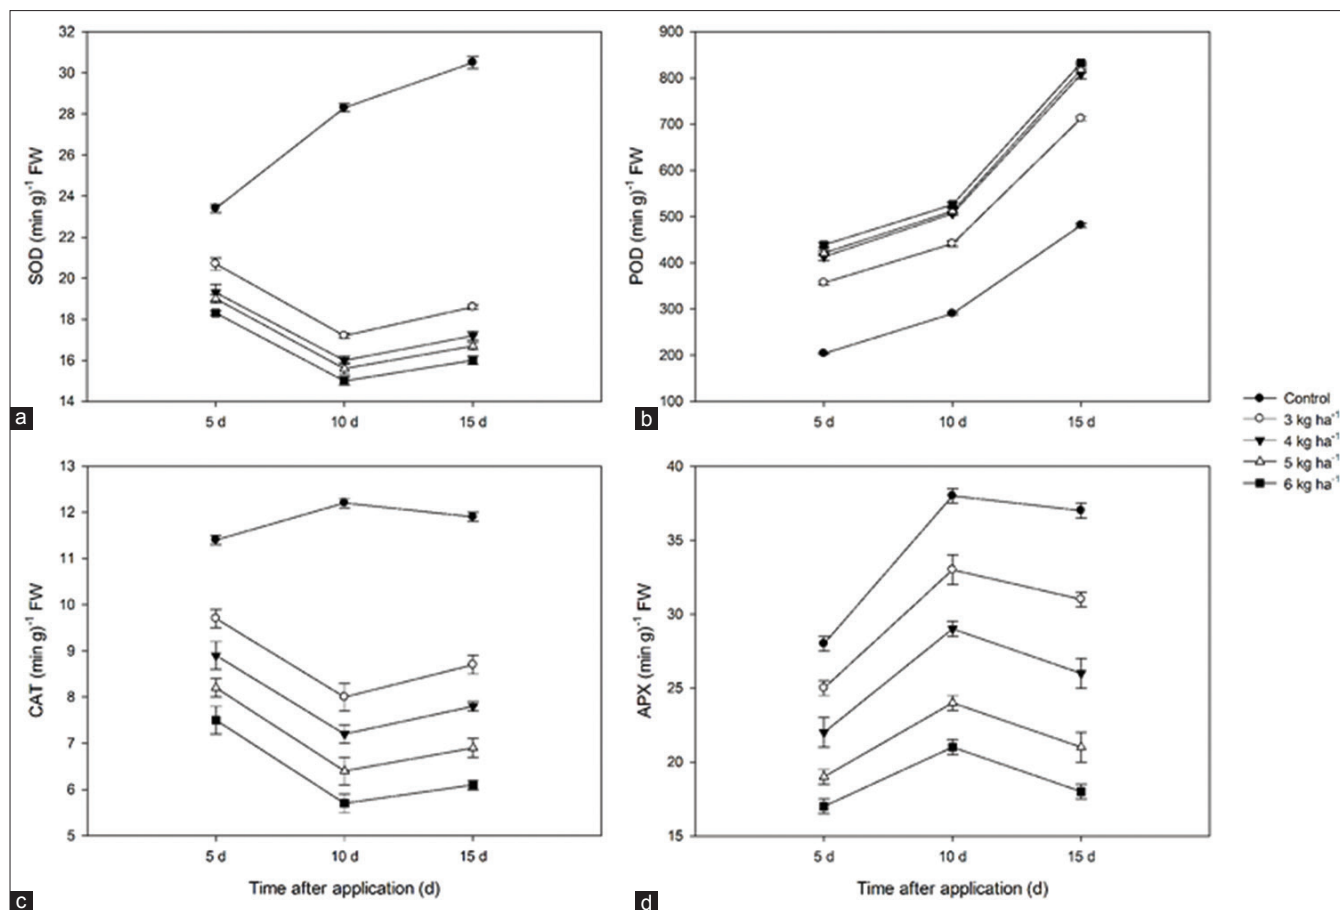 32
30
28
26
24
22
20
18
16
14
SOD (min g)⁻¹ FW
5 d
10 d
15 d
a
900
800
700
600
500
400
300
200
100
POD (min g)⁻¹ FW
5 d
10 d
15 d
b
Control
3 kg ha⁻¹
4 kg ha⁻¹
5 kg ha⁻¹
6 kg ha⁻¹
13
12
11
10
9
8
7
6
5
CAT (min g)⁻¹ FW
5 d
10 d
15 d
Time after application (d)
c
40
35
30
25
20
15
APX (min g)⁻¹ FW
5 d
10 d
15 d
Time after application (d)
d